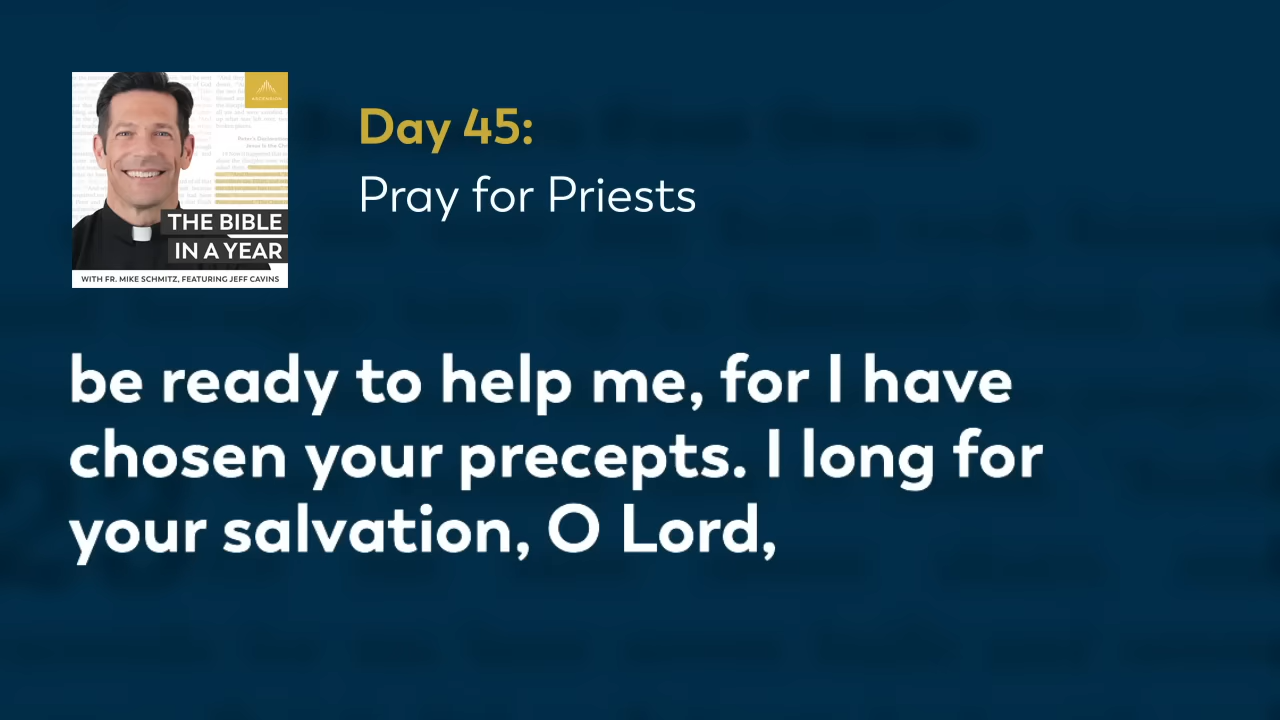 THE BIBLE
IN A YEAR
WITH FR. MIKE SCHMITZ, FEATURING JEFF CAVINS
Day 45:
Pray for Priests
be ready to help me, for I have
chosen your precepts. I long for
your salvation, O Lord,